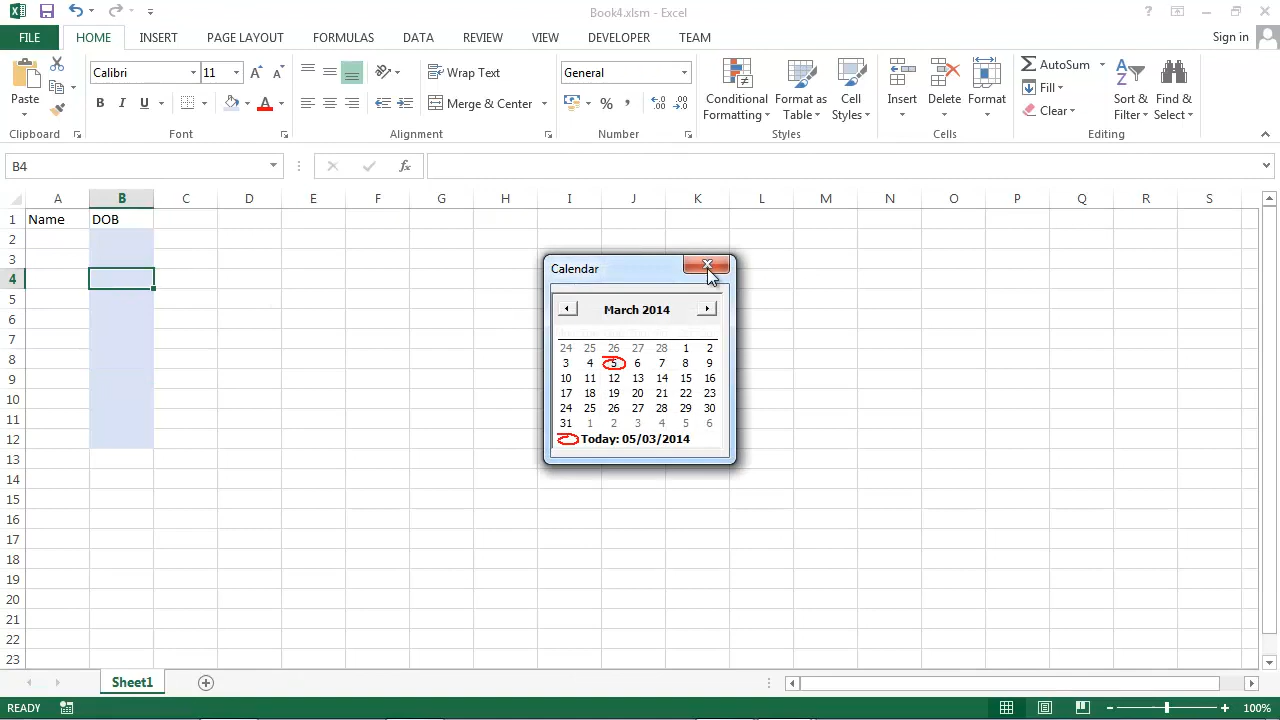 Book4.xlsm - Excel
?
FILE HOME INSERT PAGE LAYOUT FORMULAS DATA REVIEW VIEW DEVELOPER TEAM Sign in
Paste
Calibri 11
B I U A
A A
Wrap Text
Merge & Center
General
% ,
Conditional Formatting
Format as Table
Cell Styles
Insert
Delete
Format
AutoSum
Fill
Clear
Sort & Filter
Find & Select
Clipboard Font Alignment Number Styles Cells Editing
B4 fx
A B C D E F G H I J K L M N O P Q R S
1 Name DOB
2
3
4
5
6
7
8
9
10
11
12
13
14
15
16
17
18
19
20
21
22
23
Calendar
March 2014
24 25 26 27 28 1 2
3 4 5 6 7 8 9
10 11 12 13 14 15 16
17 18 19 20 21 22 23
24 25 26 27 28 29 30
31 1 2 3 4 5 6
Today: 05/03/2014
Sheet1
READY 100%